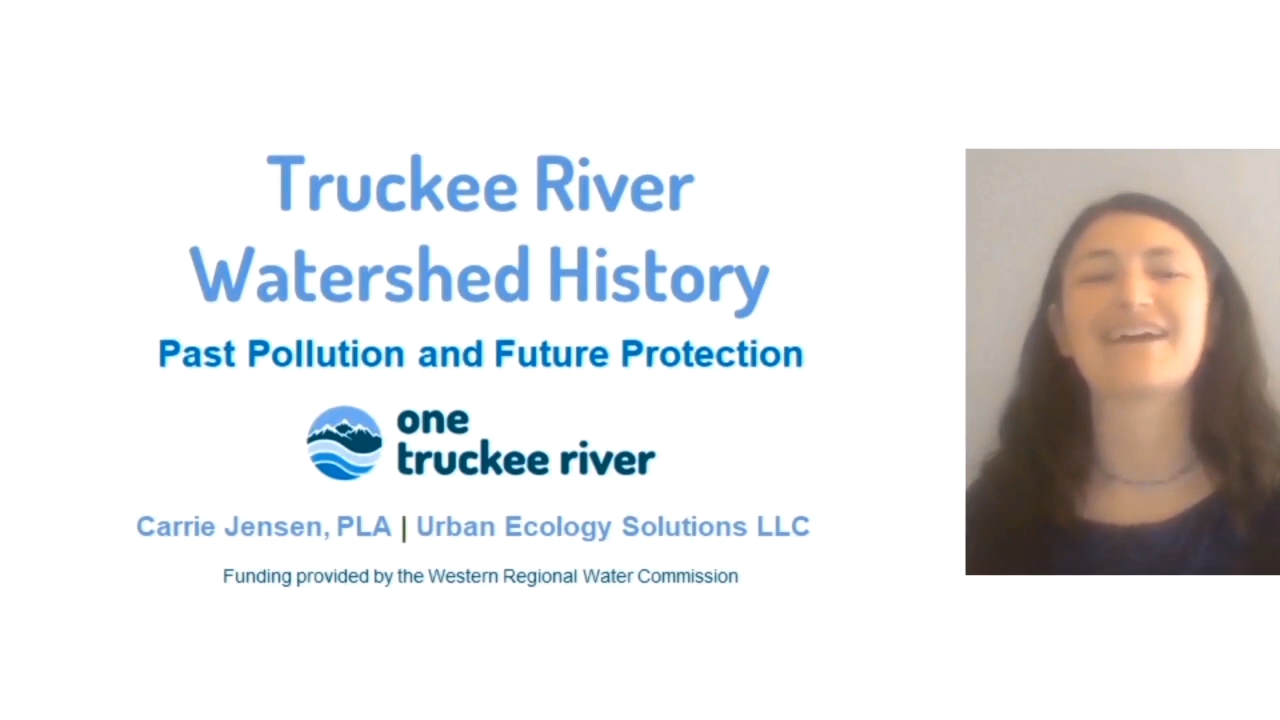 Truckee River
Watershed History
Past Pollution and Future Protection
one
truckee river
Carrie Jensen, PLA | Urban Ecology Solutions LLC
Funding provided by the Western Regional Water Commission